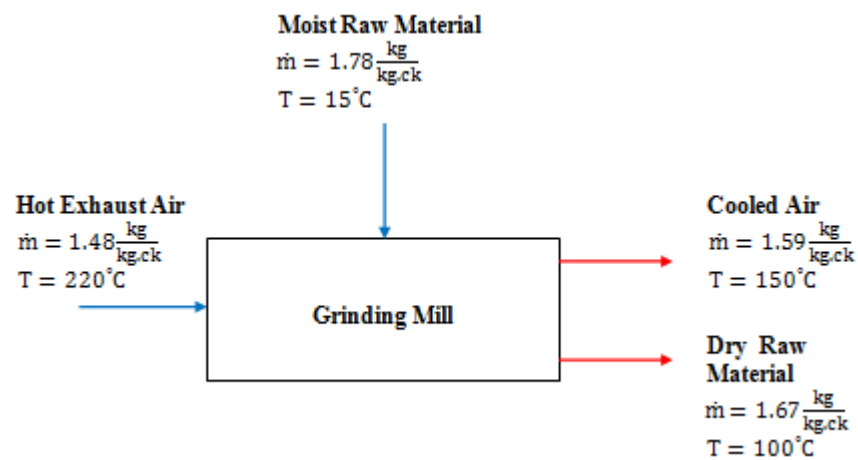 Moist Raw Material
ṁ = 1.78 kg/kg.ck
T = 15°C
Hot Exhaust Air
ṁ = 1.48 kg/kg.ck
T = 220°C
Grinding Mill
Cooled Air
ṁ = 1.59 kg/kg.ck
T = 150°C
Dry Raw
Material
ṁ = 1.67 kg/kg.ck
T = 100°C